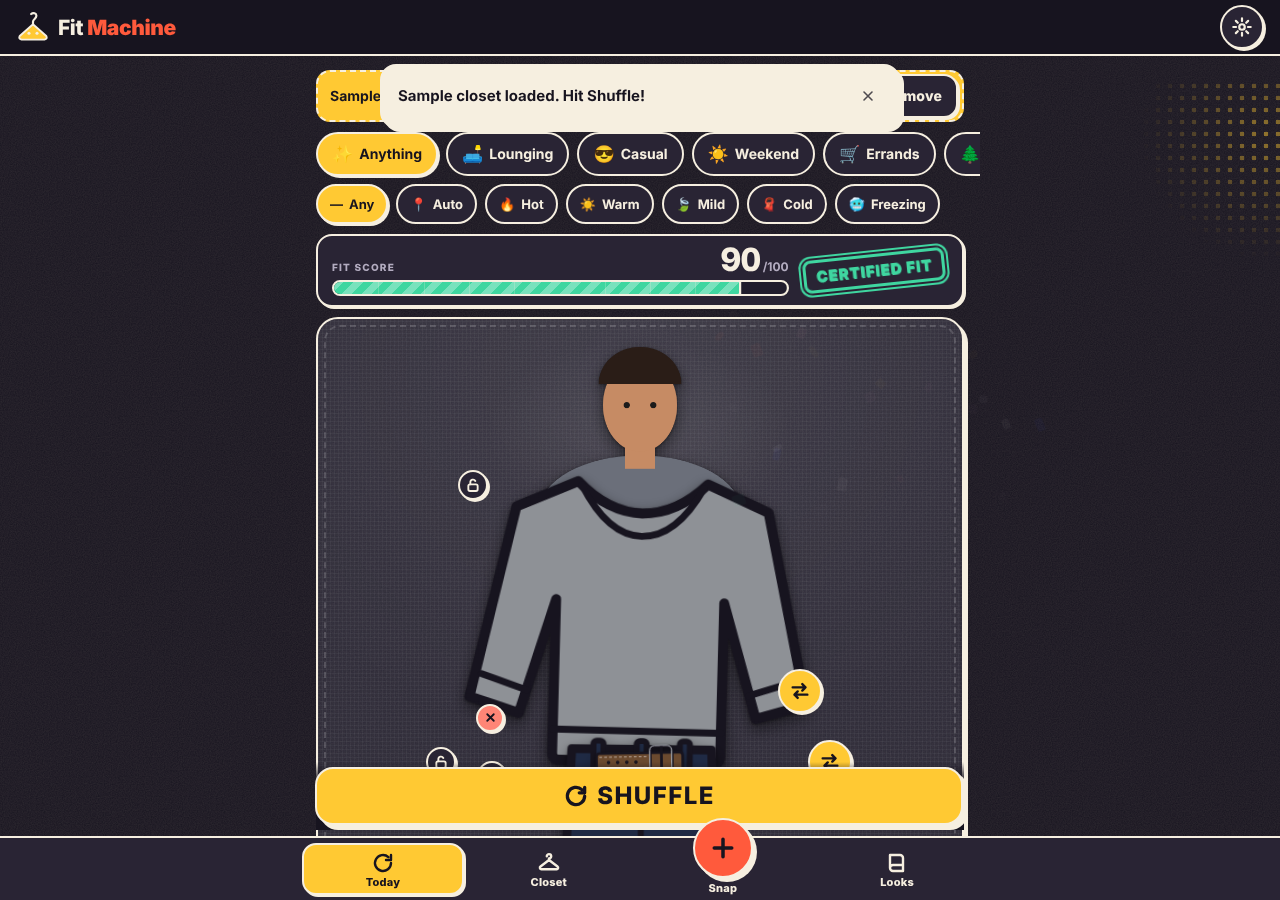 Fit Machine
Sample
Sample closet loaded. Hit Shuffle!
move
Anything
Lounging
Casual
Weekend
Errands
— Any
Auto
Hot
Warm
Mild
Cold
Freezing
FIT SCORE
90/100
CERTIFIED FIT
SHUFFLE
Today
Closet
Snap
Looks